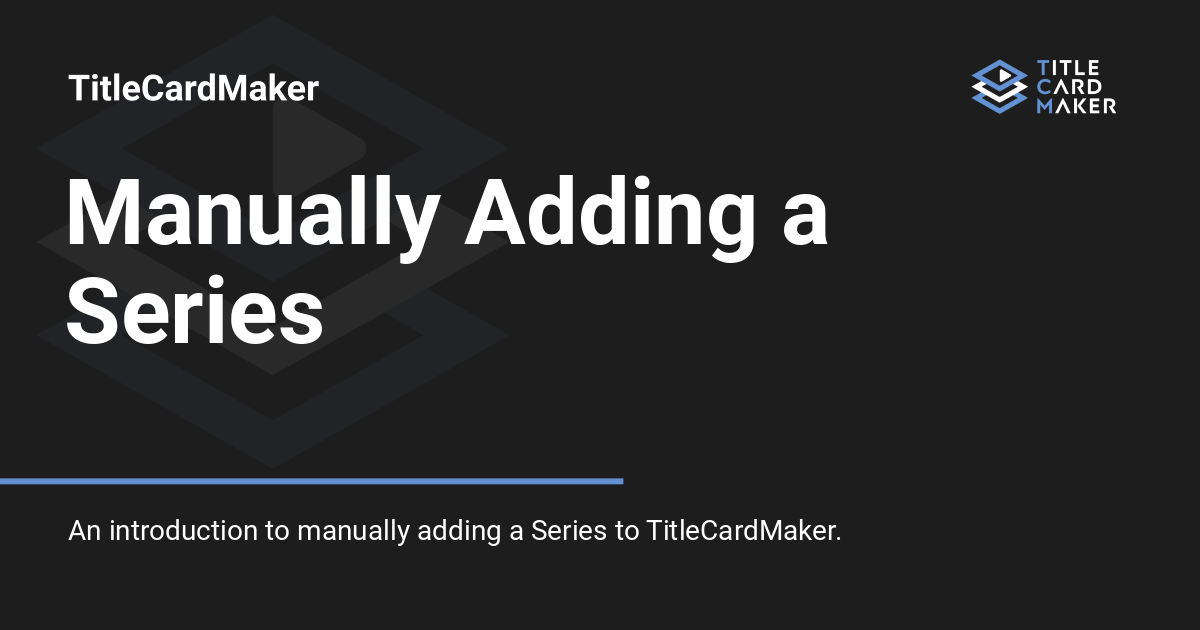 TitleCardMaker
TITLE
CARD
MAKER
Manually Adding a
Series
An introduction to manually adding a Series to TitleCardMaker.